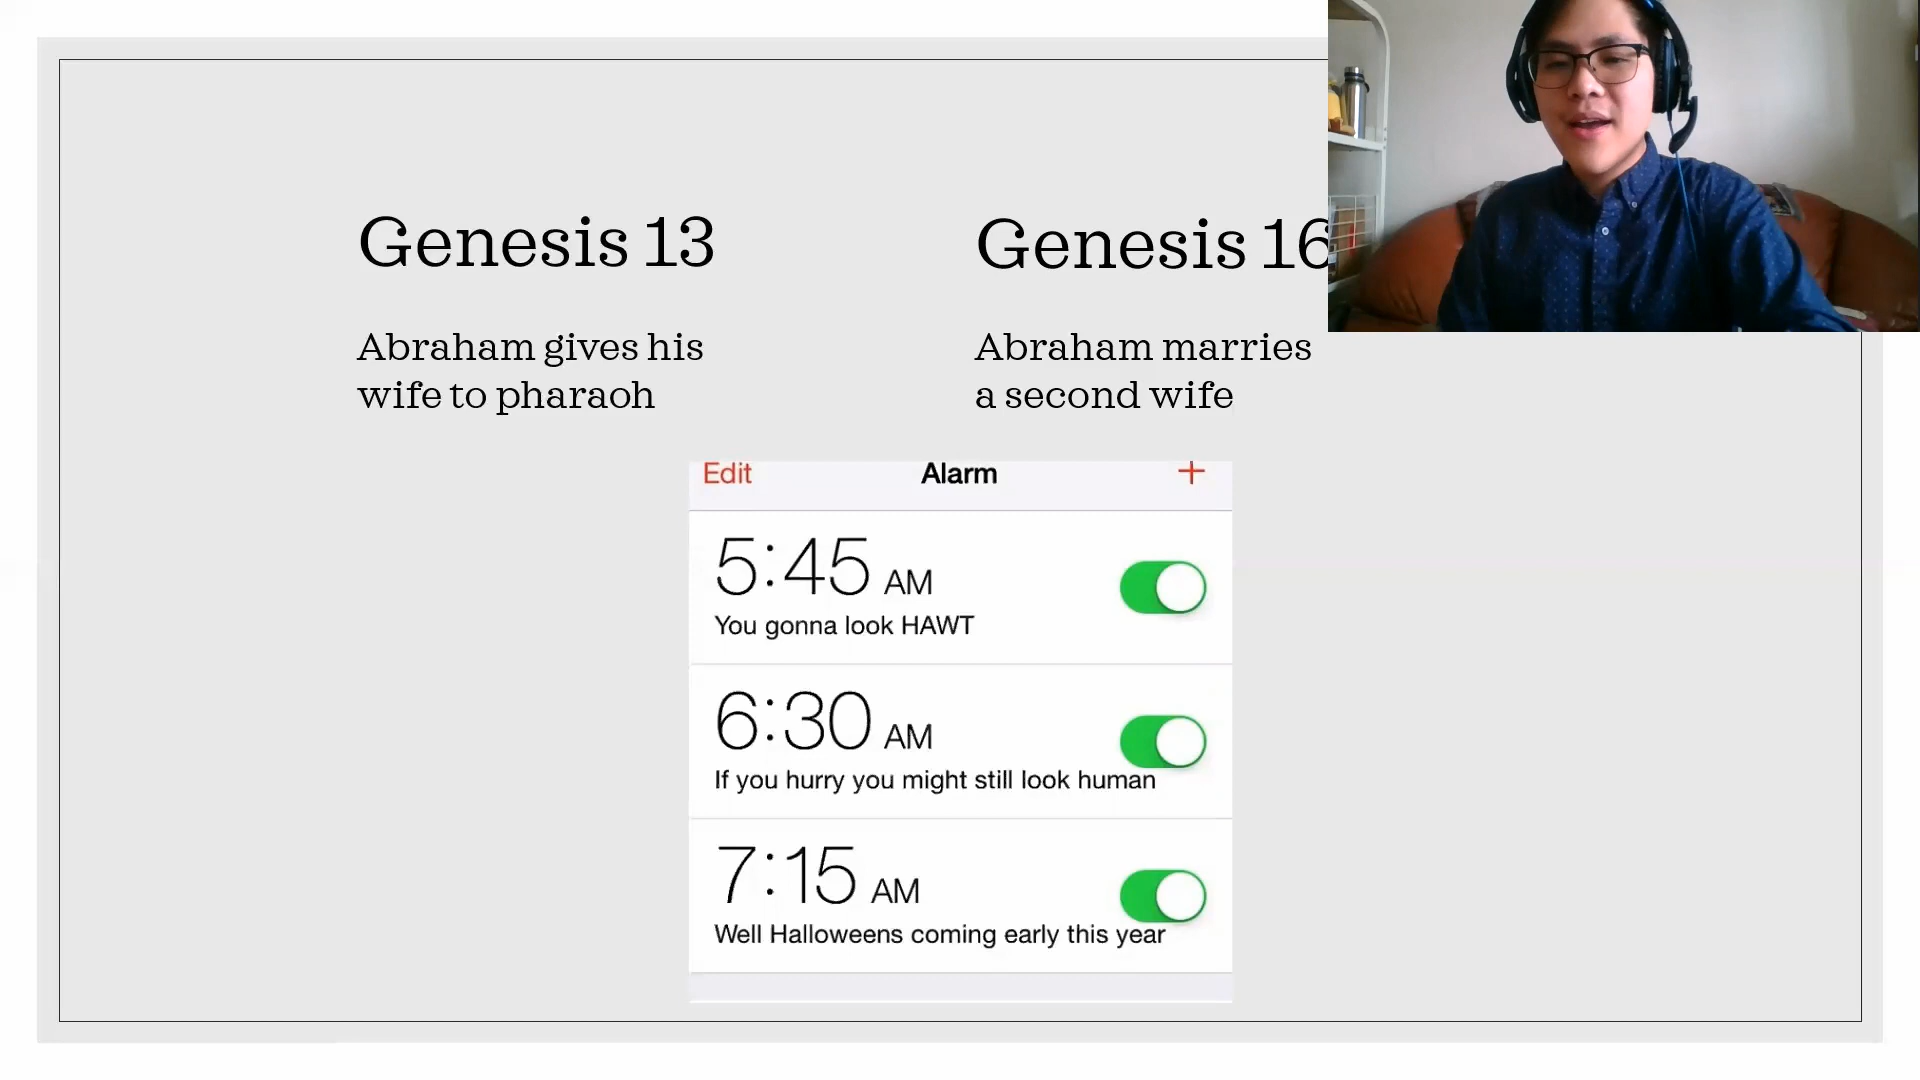 Genesis 13
Abraham gives his
wife to pharaoh
Genesis 16
Abraham marries
a second wife
Edit
Alarm
+
5:45 AM
You gonna look HAWT
6:30 AM
If you hurry you might still look human
7:15 AM
Well Halloweens coming early this year